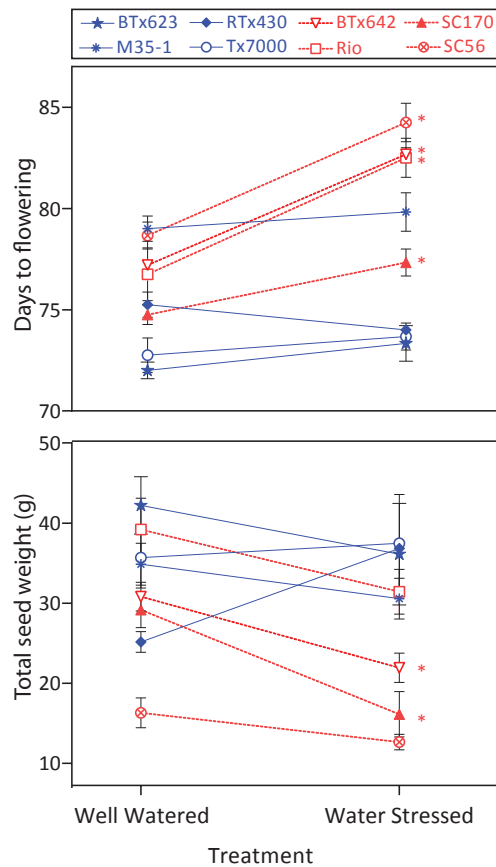 BTx623 RTx430 BTx642 SC170
M35-1 Tx7000 Rio SC56
85
80
75
70
Days to flowering
*
*
*
*
50
40
30
20
10
Total seed weight (g)
*
*
Well Watered Water Stressed
Treatment